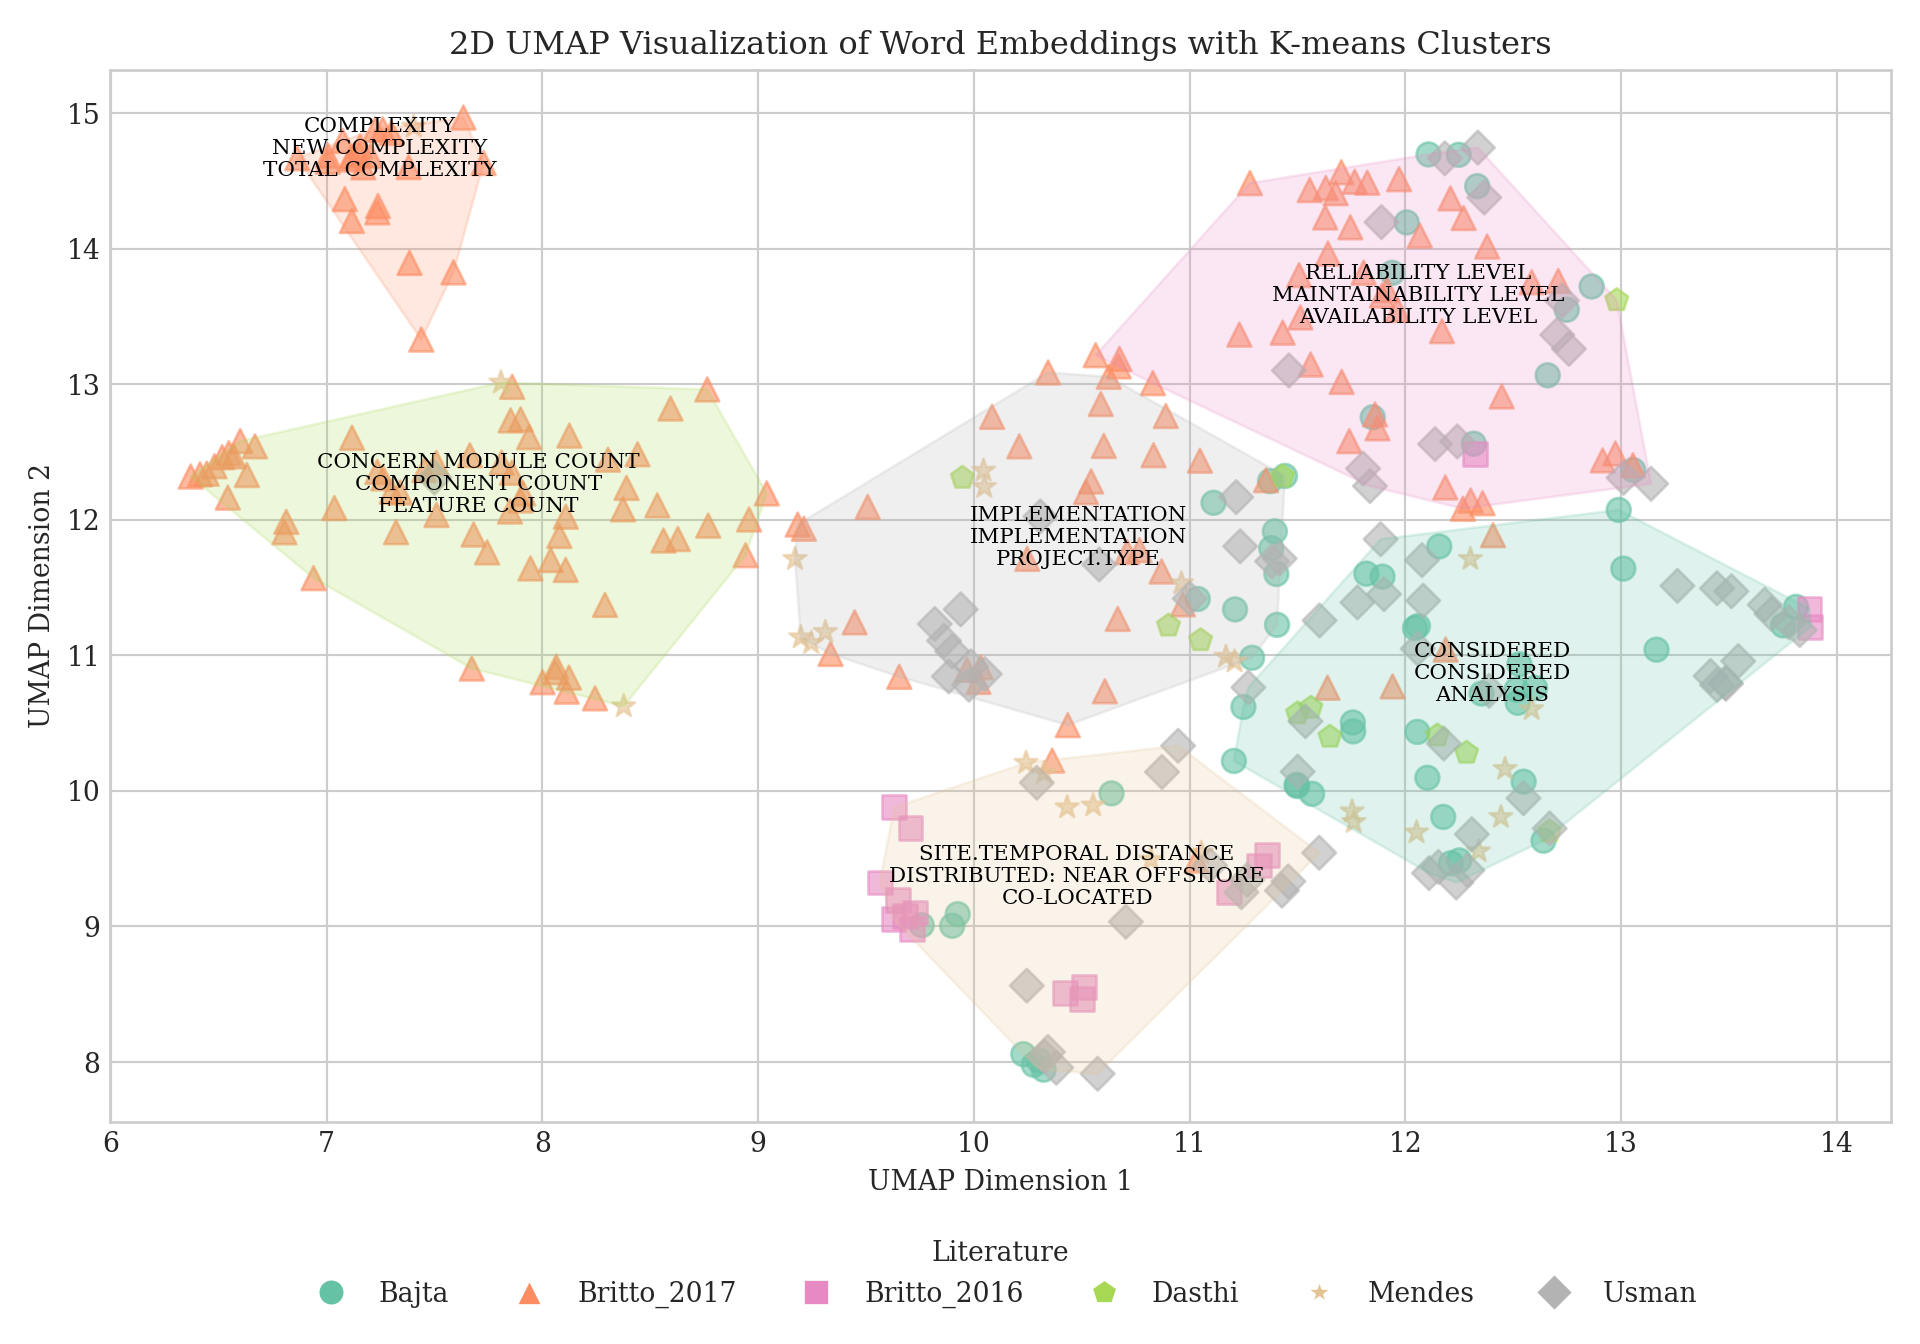 2D UMAP Visualization of Word Embeddings with K-means Clusters
UMAP Dimension 2
15
14
13
12
11
10
9
8
COMPLEXITY
NEW COMPLEXITY
TOTAL COMPLEXITY
RELIABILITY LEVEL
MAINTAINABILITY LEVEL
AVAILABILITY LEVEL
CONCERN MODULE COUNT
COMPONENT COUNT
FEATURE COUNT
IMPLEMENTATION
IMPLEMENTATION
PROJECT.TYPE
CONSIDERED
CONSIDERED
ANALYSIS
SITE.TEMPORAL DISTANCE
DISTRIBUTED: NEAR OFFSHORE
CO-LOCATED
6 7 8 9 10 11 12 13 14
UMAP Dimension 1
Literature
Bajta Britto_2017 Britto_2016 Dasthi Mendes Usman